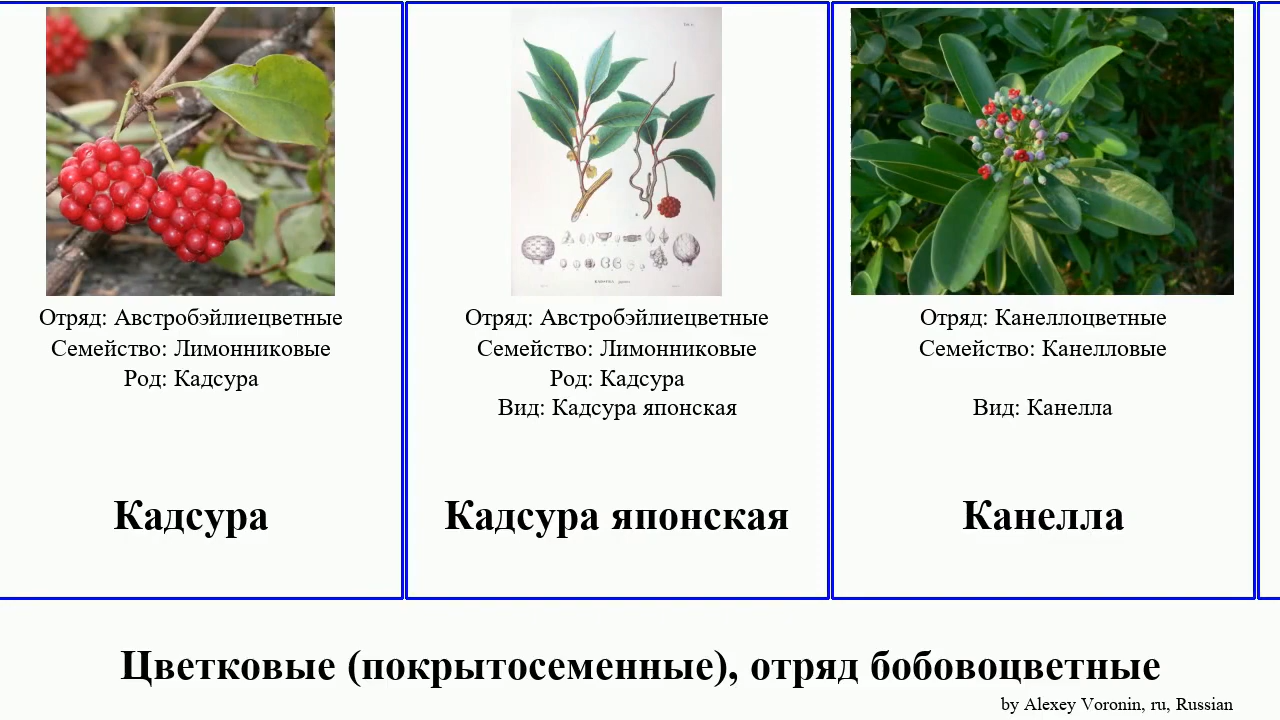 Отряд: Австробэйлиецветные
Семейство: Лимонниковые
Род: Кадсура
Кадсура
Отряд: Австробэйлиецветные
Семейство: Лимонниковые
Род: Кадсура
Вид: Кадсура японская
Кадсура японская
Отряд: Канеллоцветные
Семейство: Канелловые
Вид: Канелла
Канелла
Цветковые (покрытосеменные), отряд бобовоцветные
by Alexey Voronin, ru, Russian